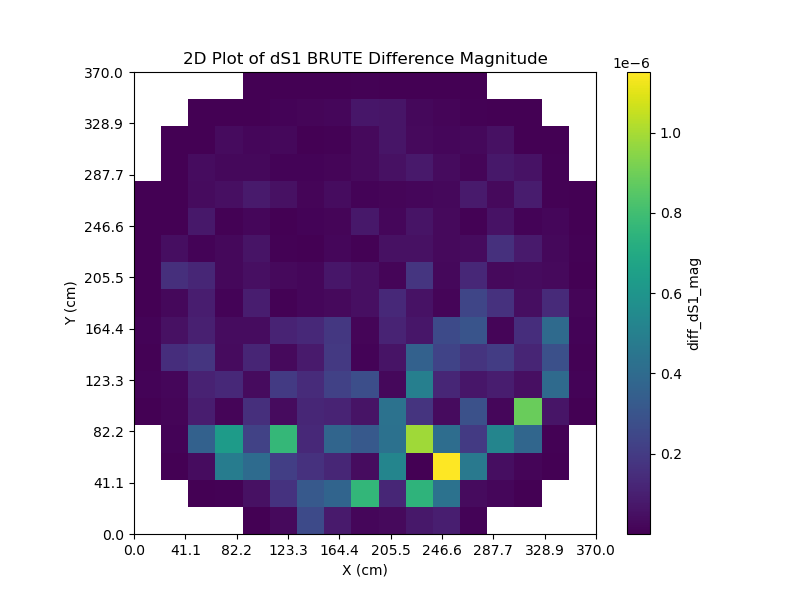 2D Plot of dS1 BRUTE Difference Magnitude
1e−6
370.0
328.9
287.7
246.6
205.5
164.4
123.3
82.2
41.1
0.0
Y (cm)
0.0 41.1 82.2 123.3 164.4 205.5 246.6 287.7 328.9 370.0
X (cm)
1.0
0.8
0.6
0.4
0.2
diff_dS1_mag